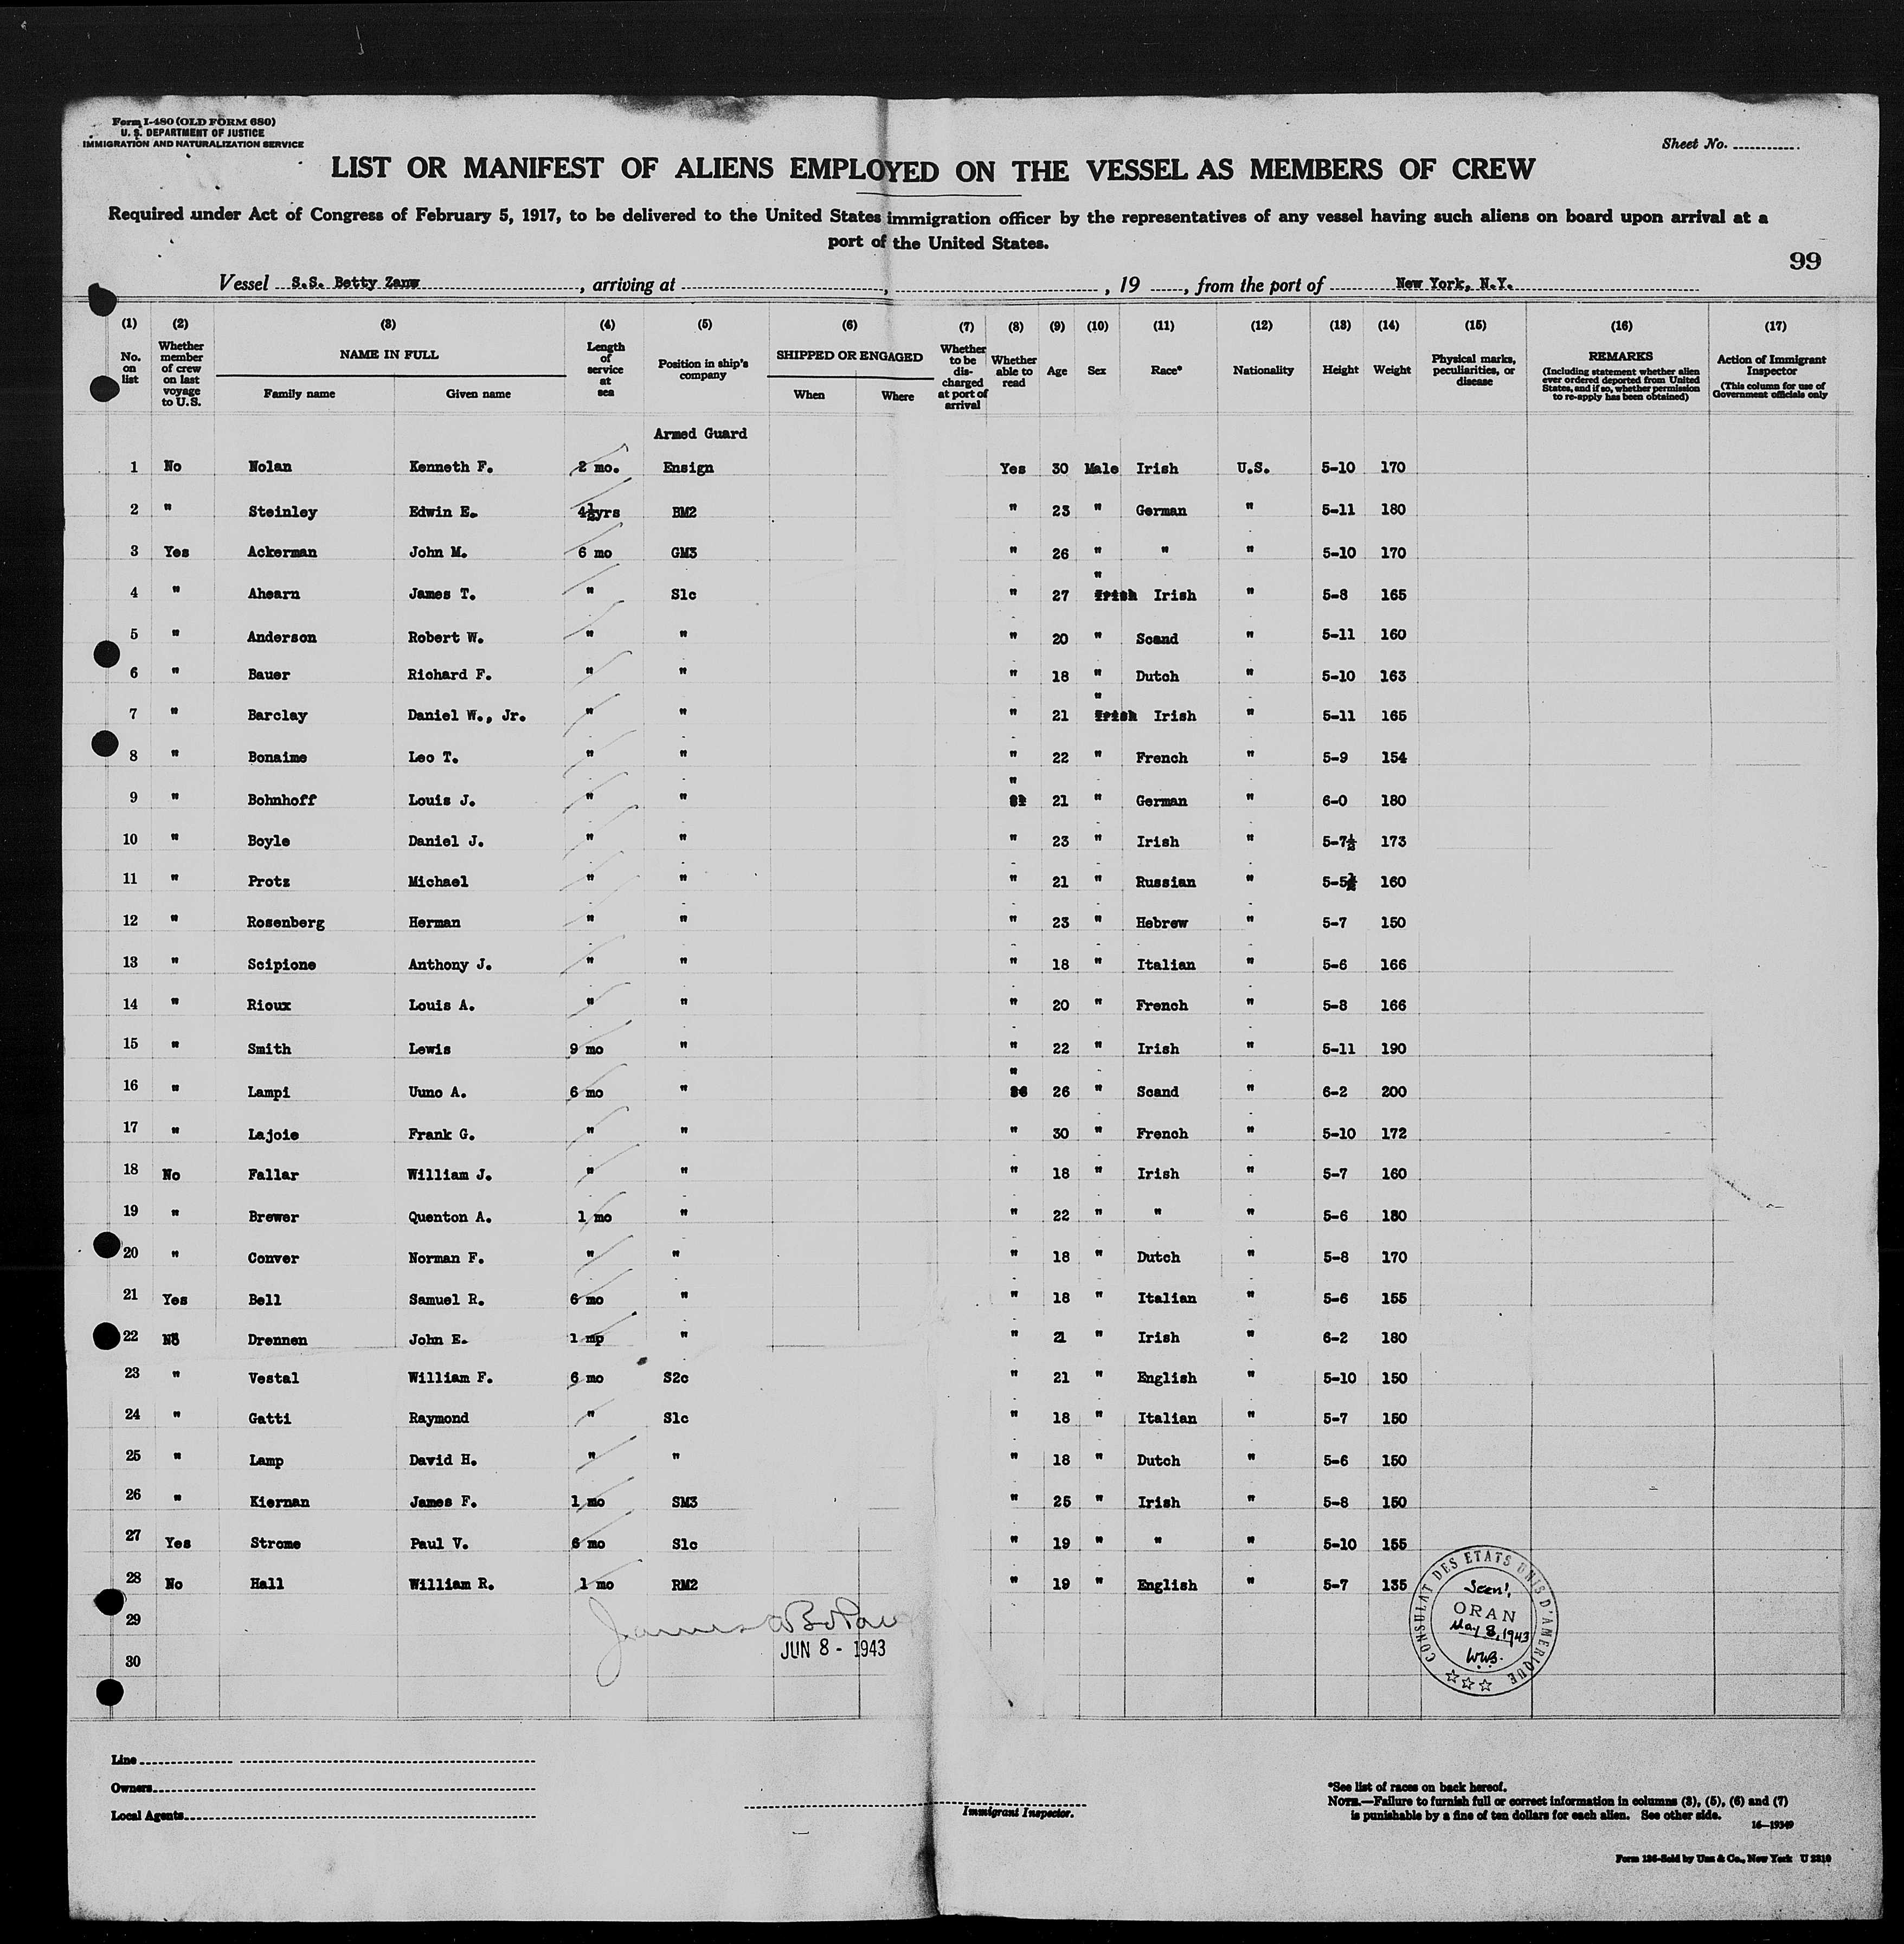 Form I-480 (OLD FORM 680)
U. S. DEPARTMENT OF JUSTICE
IMMIGRATION AND NATURALIZATION SERVICE
Sheet No.
LIST OR MANIFEST OF ALIENS EMPLOYED ON THE VESSEL AS MEMBERS OF CREW
Required under Act of Congress of February 5, 1917, to be delivered to the United States immigration officer by the representatives of any vessel having such aliens on board upon arrival at a
port of the United States.
99
Vessel S.S. Betty Zane, arriving at , , 19 , from the port of New York, N.Y.
(1) (2) (3) (4) (5) (6) (7) (8) (9) (10) (11) (12) (13) (14) (15) (16) (17)
No. on list
Whether member of crew on last voyage to U.S.
NAME IN FULL
Family name Given name
Length of service at sea
Position in ship's company
SHIPPED OR ENGAGED
When Where
Whether to be discharged at port of arrival
Whether able to read
Age
Sex
Race*
Nationality
Height
Weight
Physical marks, peculiarities, or disease
REMARKS
(Including statement whether alien ever ordered deported from United States, and if so, whether permission to re-apply has been obtained)
Action of Immigrant Inspector
(This column for use of Government officials only
Armed Guard
1 No Nolan Kenneth F. 2 mo. Ensign Yes 30 Male Irish U.S. 5-10 170
2 " Steinley Edwin E. 4½yrs BM2 " 23 " German " 5-11 180
3 Yes Ackerman John M. 6 mo GM3 " 26 " " " 5-10 170
4 " Ahearn James T. " S1c " 27 " Irish " 5-8 165
5 " Anderson Robert W. " " " 20 " Scand " 5-11 160
6 " Bauer Richard F. " " " 18 " Dutch " 5-10 163
7 " Barclay Daniel W., Jr. " " " 21 " Irish " 5-11 165
8 " Bonaime Leo T. " " " 22 " French " 5-9 154
9 " Bohnhoff Louis J. " " " 21 " German " 6-0 180
10 " Boyle Daniel J. " " " 23 " Irish " 5-7½ 173
11 " Protz Michael " " " 21 " Russian " 5-5½ 160
12 " Rosenberg Herman " " " 23 " Hebrew " 5-7 150
13 " Scipione Anthony J. " " " 18 " Italian " 5-6 166
14 " Rioux Louis A. " " " 20 " French " 5-8 166
15 " Smith Lewis 9 mo " " 22 " Irish " 5-11 190
16 " Lampi Uuno A. 6 mo " " 26 " Scand " 6-2 200
17 " Lajoie Frank G. " " " 30 " French " 5-10 172
18 No Fallar William J. " " " 18 " Irish " 5-7 160
19 " Brewer Quenton A. 1 mo " " 22 " " " 5-6 180
20 " Conver Norman F. " " " 18 " Dutch " 5-8 170
21 Yes Bell Samuel R. 6 mo " " 18 " Italian " 5-6 155
22 No Drennen John E. 1 mp " " 21 " Irish " 6-2 180
23 " Vestal William F. 6 mo S2c " 21 " English " 5-10 150
24 " Gatti Raymond " S1c " 18 " Italian " 5-7 150
25 " Lamp David H. " " " 18 " Dutch " 5-6 150
26 " Kiernan James F. 1 mo SM3 " 25 " Irish " 5-8 150
27 Yes Strome Paul V. 6 mo S1c " 19 " " " 5-10 155
28 No Hall William R. 1 mo RM2 " 19 " English " 5-7 135
29
30
James
JUN 8 - 1943
CONSULAT DES ETATS UNIS D'AMERIQUE
Seen!
ORAN
May 8, 1943
WWB.
Line
Owners
Local Agents
Immigrant Inspector.
*See list of races on back hereof.
NOTE.—Failure to furnish full or correct information in columns (3), (5), (6) and (7)
is punishable by a fine of ten dollars for each alien. See other side.
16—19349
Form 136-Sold by Unz & Co., New York U 2210